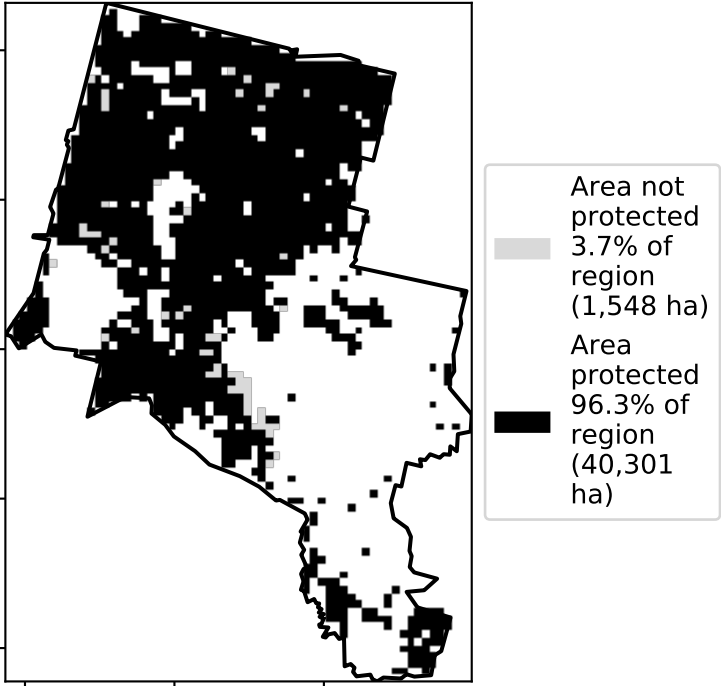 Area not
protected
3.7% of
region
(1,548 ha)
Area
protected
96.3% of
region
(40,301
ha)